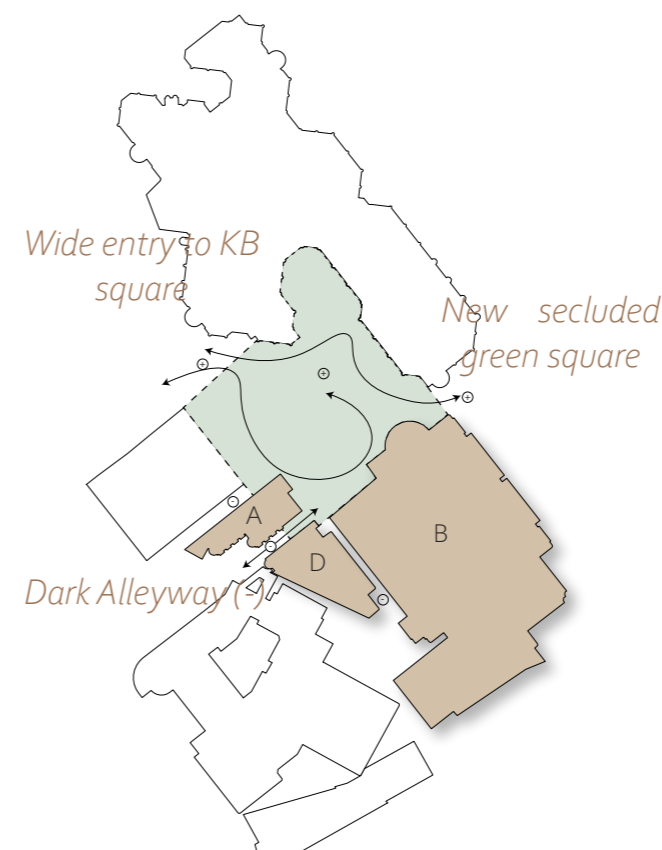 Wide entry to KB
square
New secluded
green square
+
+
+
-
A
-
D
B
Dark Alleyway (-)
-